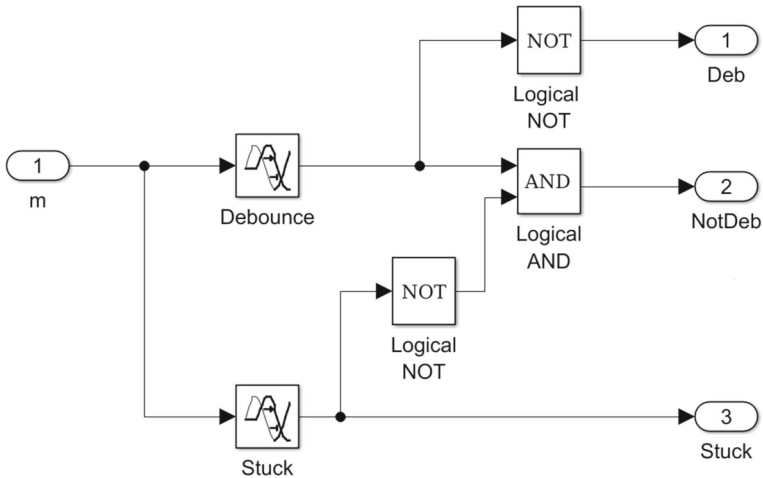 NOT
1
Deb
Logical
NOT
1
m
Debounce
AND
2
NotDeb
Logical
AND
NOT
Logical
NOT
Stuck
3
Stuck